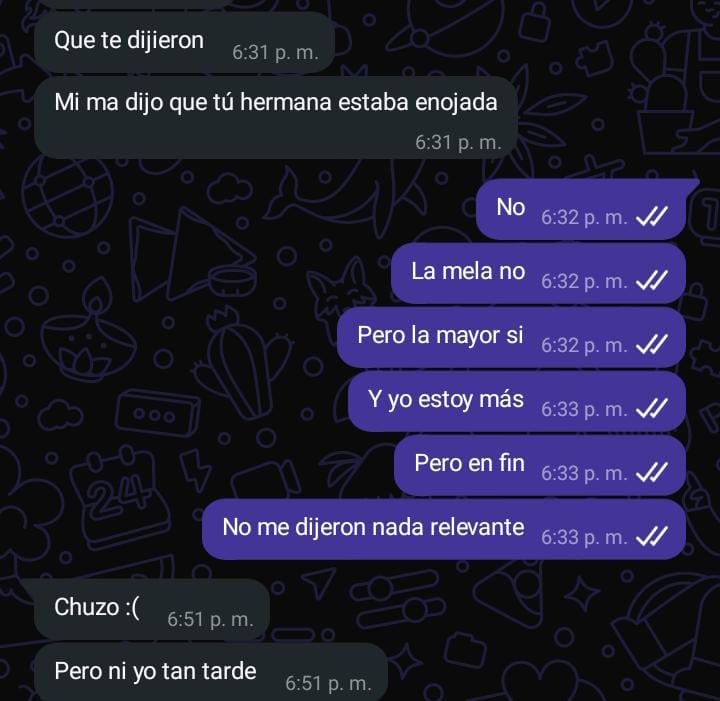 Que te dijieron 6:31 p. m.
Mi ma dijo que tú hermana estaba enojada
6:31 p. m.
No 6:32 p. m.
La mela no 6:32 p. m.
Pero la mayor si 6:32 p. m.
Y yo estoy más 6:33 p. m.
Pero en fin 6:33 p. m.
No me dijeron nada relevante 6:33 p. m.
Chuzo :( 6:51 p. m.
Pero ni yo tan tarde 6:51 p. m.
24